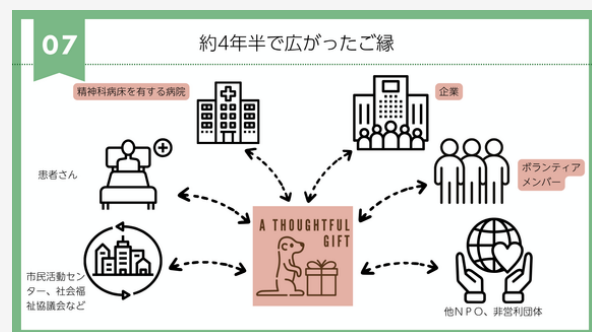 07
約4年半で広がったご縁
精神科病床を有する病院
企業
患者さん
ボランティア
メンバー
A THOUGHTFUL
GIFT
市民活動セン
ター、社会福
祉協議会など
他ＮＰＯ、非営利団体